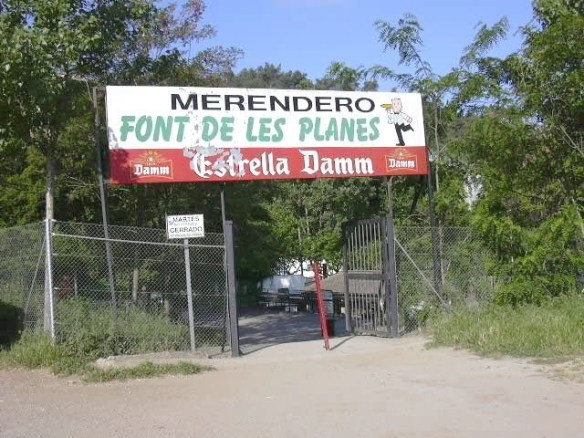 MERENDERO
FONT DE LES PLANES
Damm Estrella Damm Damm
MARTES
CERRADO